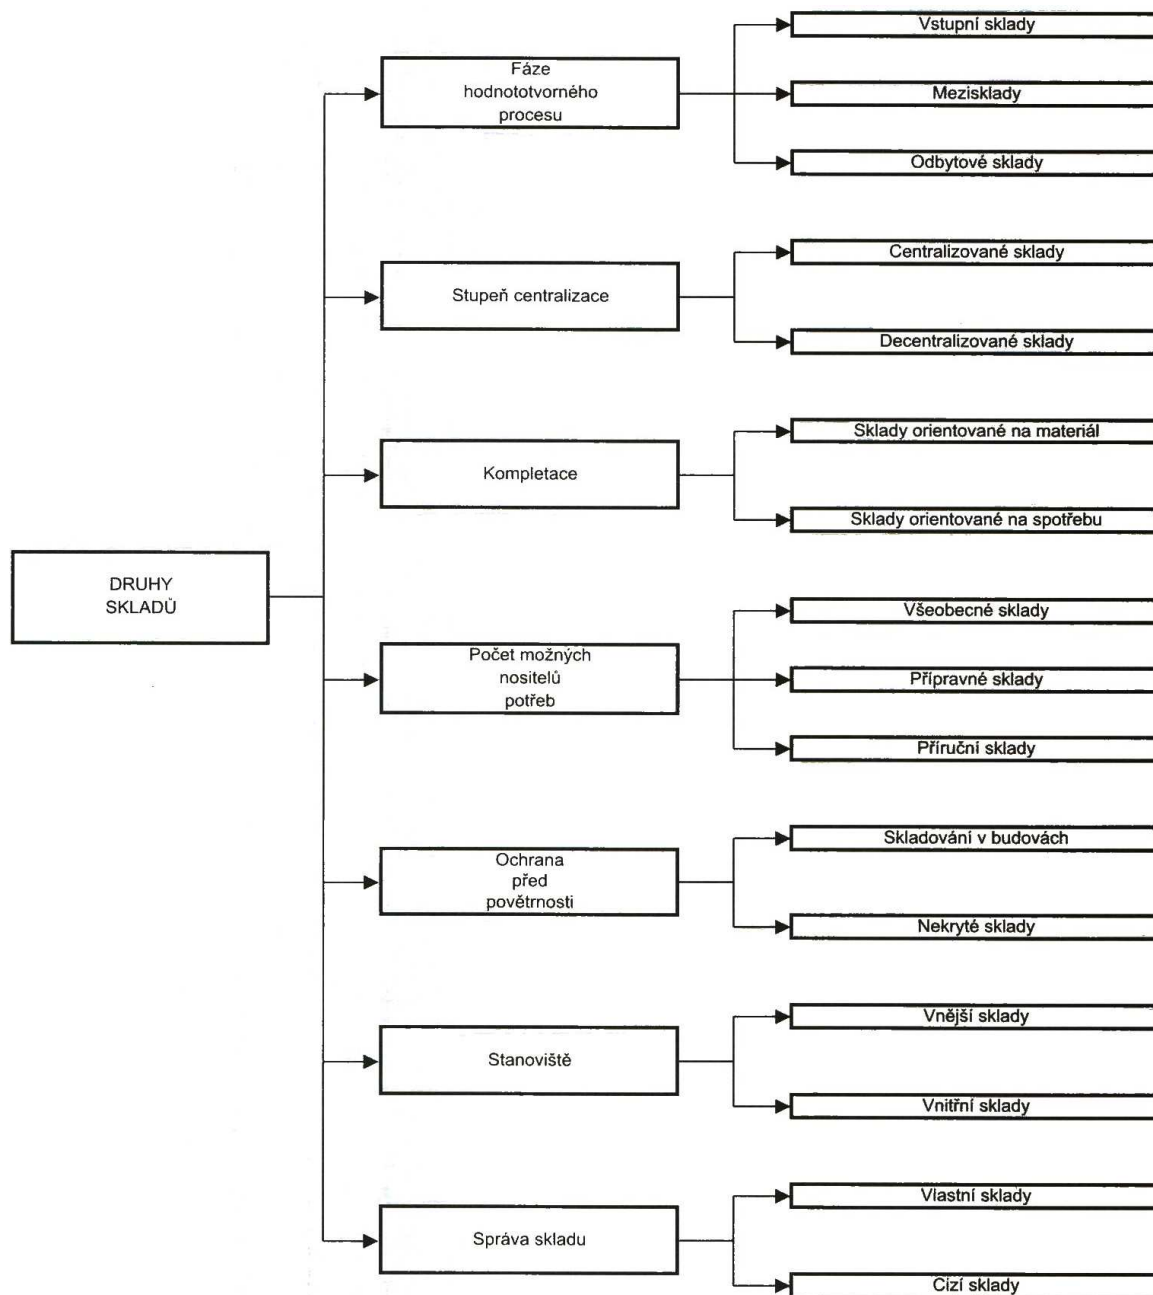 DRUHY
SKLADŮ
Fáze
hodnototvorného
procesu
Vstupní sklady
Mezisklady
Odbytové sklady
Stupeň centralizace
Centralizované sklady
Decentralizované sklady
Kompletace
Sklady orientované na materiál
Sklady orientované na spotřebu
Počet možných
nositelů
potřeb
Všeobecné sklady
Přípravné sklady
Příruční sklady
Ochrana
před
povětrnosti
Skladování v budovách
Nekryté sklady
Stanoviště
Vnější sklady
Vnitřní sklady
Správa skladu
Vlastní sklady
Cizí sklady